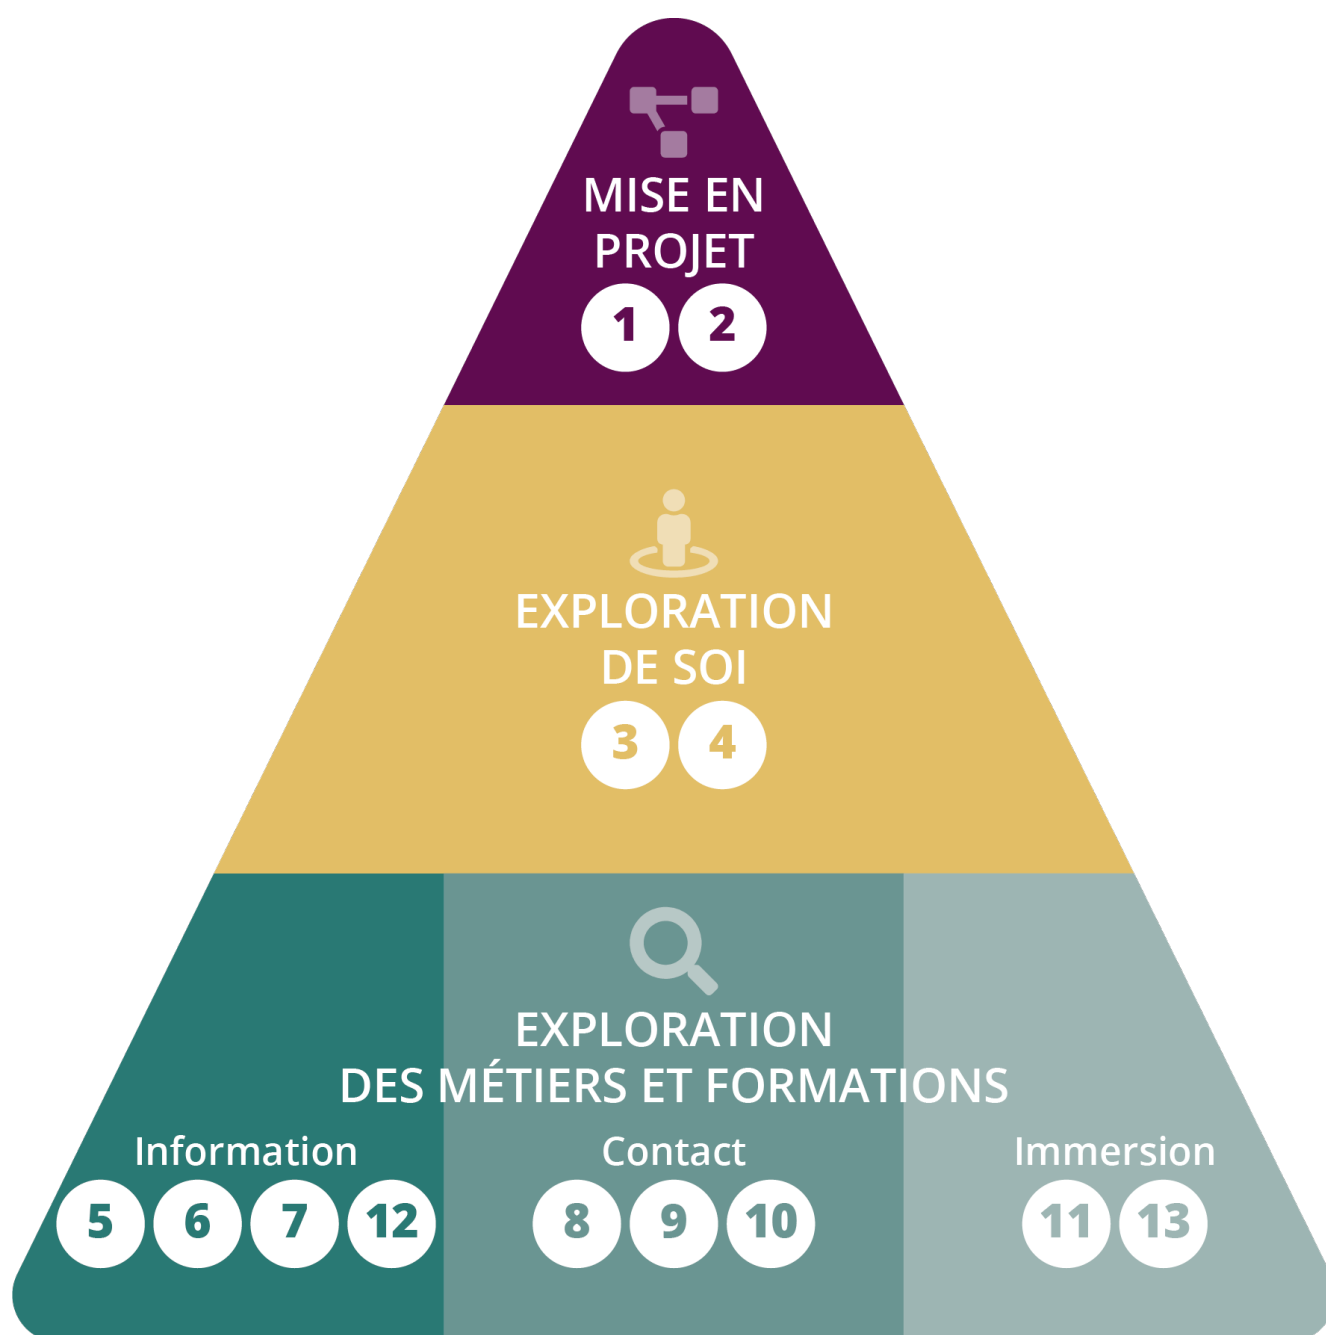 MISE EN
PROJET
1 2
EXPLORATION
DE SOI
3 4
EXPLORATION
DES MÉTIERS ET FORMATIONS
Information
5 6 7 12
Contact
8 9 10
Immersion
11 13